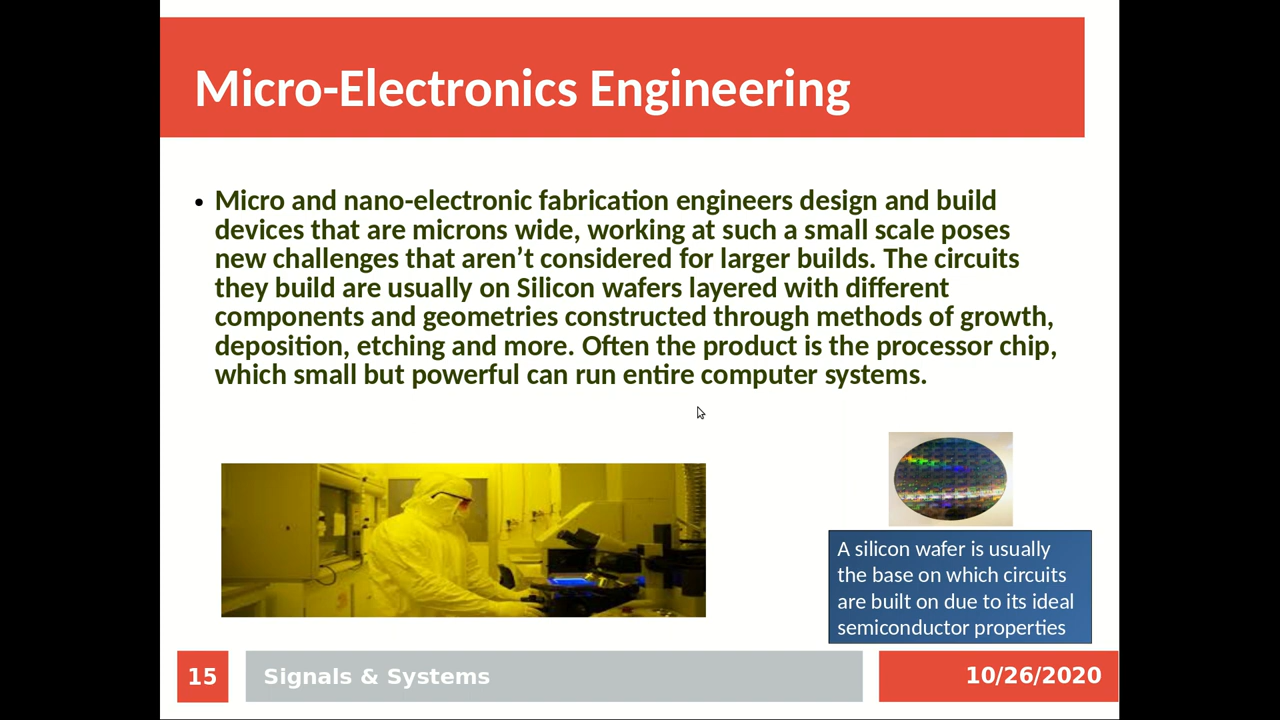 Micro-Electronics Engineering
• Micro and nano-electronic fabrication engineers design and build
devices that are microns wide, working at such a small scale poses
new challenges that aren’t considered for larger builds. The circuits
they build are usually on Silicon wafers layered with different
components and geometries constructed through methods of growth,
deposition, etching and more. Often the product is the processor chip,
which small but powerful can run entire computer systems.
A silicon wafer is usually
the base on which circuits
are built on due to its ideal
semiconductor properties
15
Signals & Systems
10/26/2020